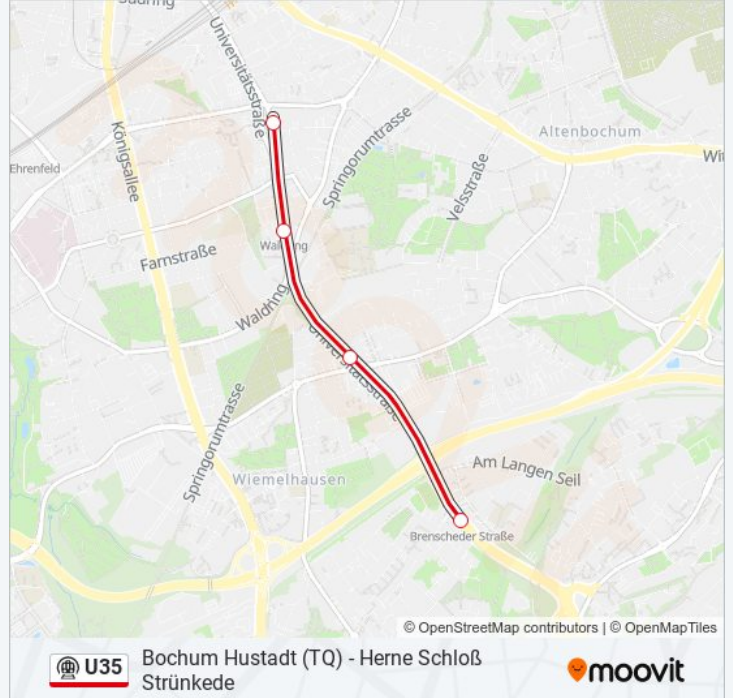 Südring
Universitätsstraße
Königsallee
Springorumtrasse
Altenbochum
Ehrenfeld
Velsstraße
Wit
Waldring
Farnstraße
Waldring
Universitätsstraße
Springorumtrasse
Wiemelhausen
Am Langen Seil
Brenscheder Straße
© OpenStreetMap contributors | © OpenMapTiles
U35
Bochum Hustadt (TQ) - Herne Schloß
Strünkede
moovit